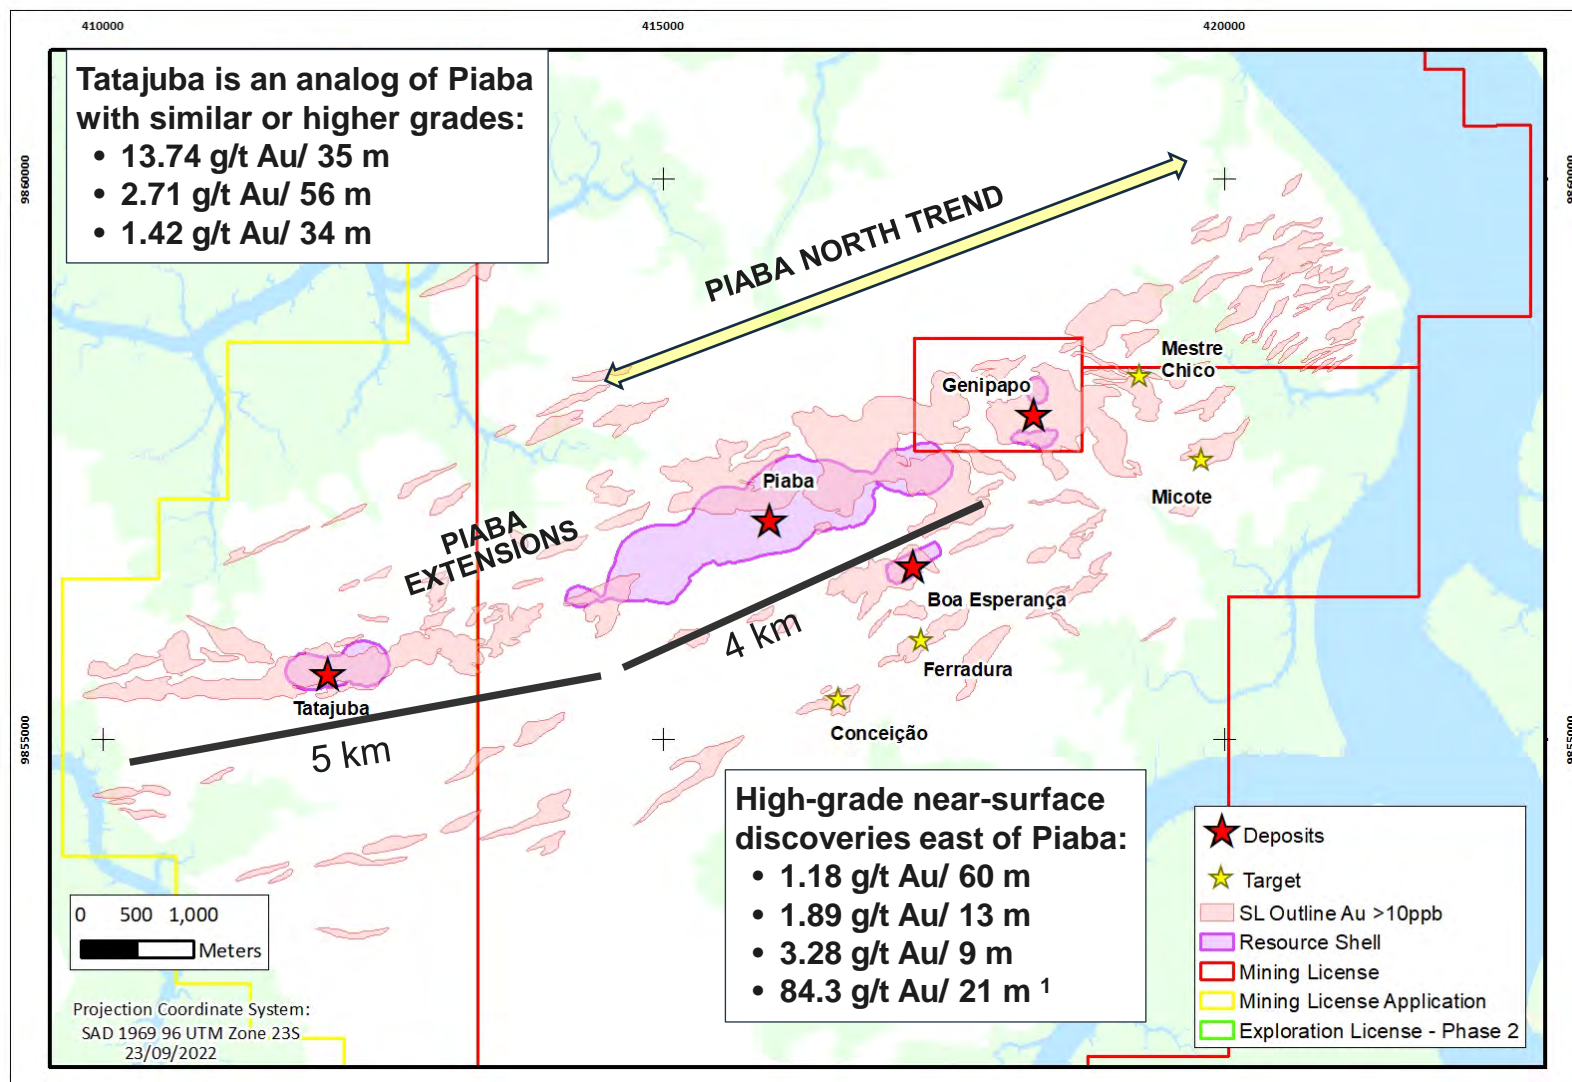 410000
415000
420000
Tatajuba is an analog of Piaba
with similar or higher grades:
• 13.74 g/t Au/ 35 m
• 2.71 g/t Au/ 56 m
• 1.42 g/t Au/ 34 m
9860000
9860000
PIABA NORTH TREND
Mestre
Chico
Genipapo
Piaba
Micote
PIABA
EXTENSIONS
Boa Esperança
4 km
Ferradura
Tatajuba
Conceição
5 km
9855000
9855000
High-grade near-surface
discoveries east of Piaba:
• 1.18 g/t Au/ 60 m
• 1.89 g/t Au/ 13 m
• 3.28 g/t Au/ 9 m
• 84.3 g/t Au/ 21 m ¹
Deposits
Target
SL Outline Au >10ppb
Resource Shell
Mining License
Mining License Application
Exploration License - Phase 2
0 500 1,000
Meters
Projection Coordinate System:
SAD 1969 96 UTM Zone 23S
23/09/2022